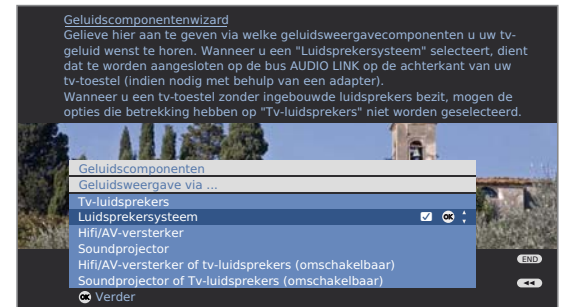 Geluidscomponentenwizard
Gelieve hier aan te geven via welke geluidsweergavecomponenten u uw tv-
geluid wenst te horen. Wanneer u een "Luidsprekersysteem" selecteert, dient
dat te worden aangesloten op de bus AUDIO LINK op de achterkant van uw
tv-toestel (indien nodig met behulp van een adapter).
Wanneer u een tv-toestel zonder ingebouwde luidsprekers bezit, mogen de
opties die betrekking hebben op "Tv-luidsprekers" niet worden geselecteerd.
Geluidscomponenten
Geluidsweergave via ...
Tv-luidsprekers
Luidsprekersysteem OK
Hifi/AV-versterker
Soundprojector
Hifi/AV-versterker of tv-luidsprekers (omschakelbaar)
END
Soundprojector of Tv-luidsprekers (omschakelbaar)
OK Verder